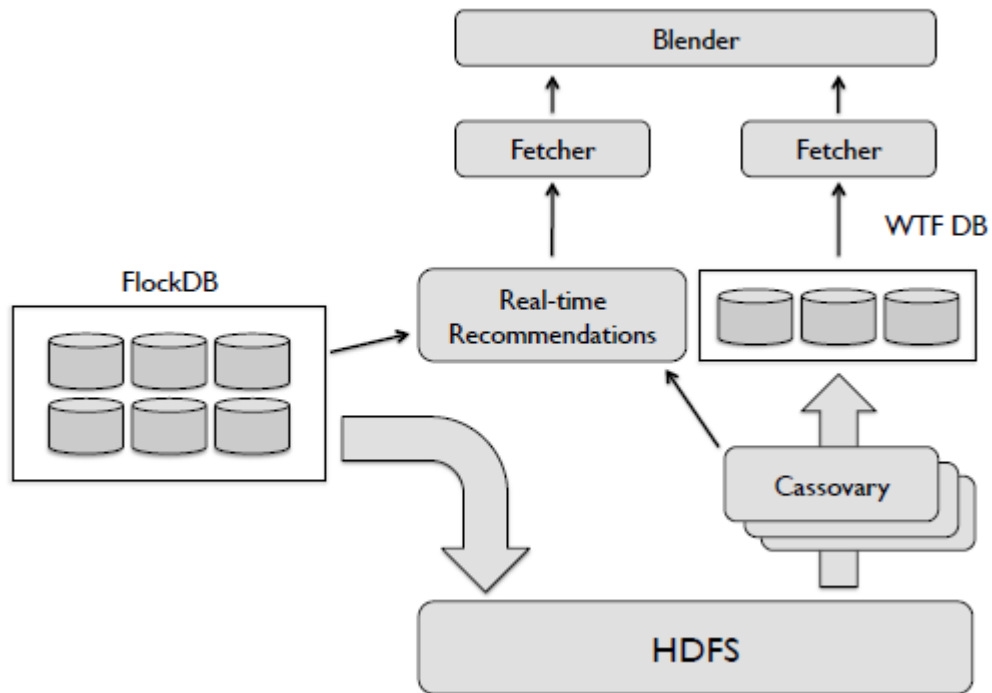 Blender
Fetcher
Fetcher
WTF DB
FlockDB
Real-time
Recommendations
Cassovary
HDFS